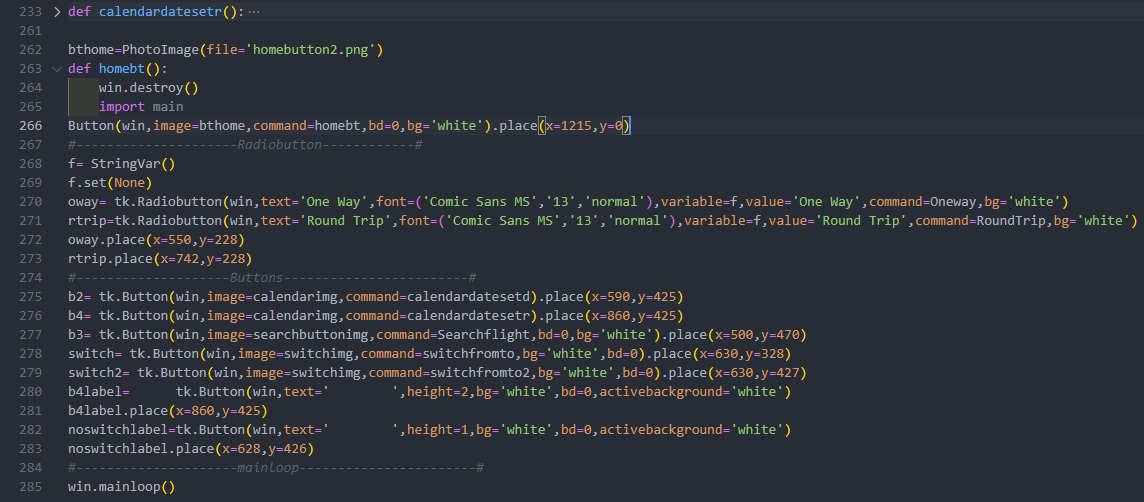 233 > def calendardatesetr(): ···
261
262 bthome=PhotoImage(file='homebutton2.png')
263 def homebt():
264     win.destroy()
265     import main
266 Button(win,image=bthome,command=homebt,bd=0,bg='white').place(x=1215,y=0)
267 #---------------------Radiobutton------------#
268 f= StringVar()
269 f.set(None)
270 oway= tk.Radiobutton(win,text='One Way',font=('Comic Sans MS','13','normal'),variable=f,value='One Way',command=Oneway,bg='white')
271 rtrip=tk.Radiobutton(win,text='Round Trip',font=('Comic Sans MS','13','normal'),variable=f,value='Round Trip',command=RoundTrip,bg='white')
272 oway.place(x=550,y=228)
273 rtrip.place(x=742,y=228)
274 #--------------------Buttons------------------------#
275 b2= tk.Button(win,image=calendarimg,command=calendardatesetd).place(x=590,y=425)
276 b4= tk.Button(win,image=calendarimg,command=calendardatesetr).place(x=860,y=425)
277 b3= tk.Button(win,image=searchbuttonimg,command=Searchflight,bd=0,bg='white').place(x=500,y=470)
278 switch= tk.Button(win,image=switchimg,command=switchfromto,bg='white',bd=0).place(x=630,y=328)
279 switch2= tk.Button(win,image=switchimg,command=switchfromto2,bg='white',bd=0).place(x=630,y=427)
280 b4label=      tk.Button(win,text='        ',height=2,bg='white',bd=0,activebackground='white')
281 b4label.place(x=860,y=425)
282 noswitchlabel=tk.Button(win,text='        ',height=1,bg='white',bd=0,activebackground='white')
283 noswitchlabel.place(x=628,y=426)
284 #---------------------mainloop-----------------------#
285 win.mainloop()